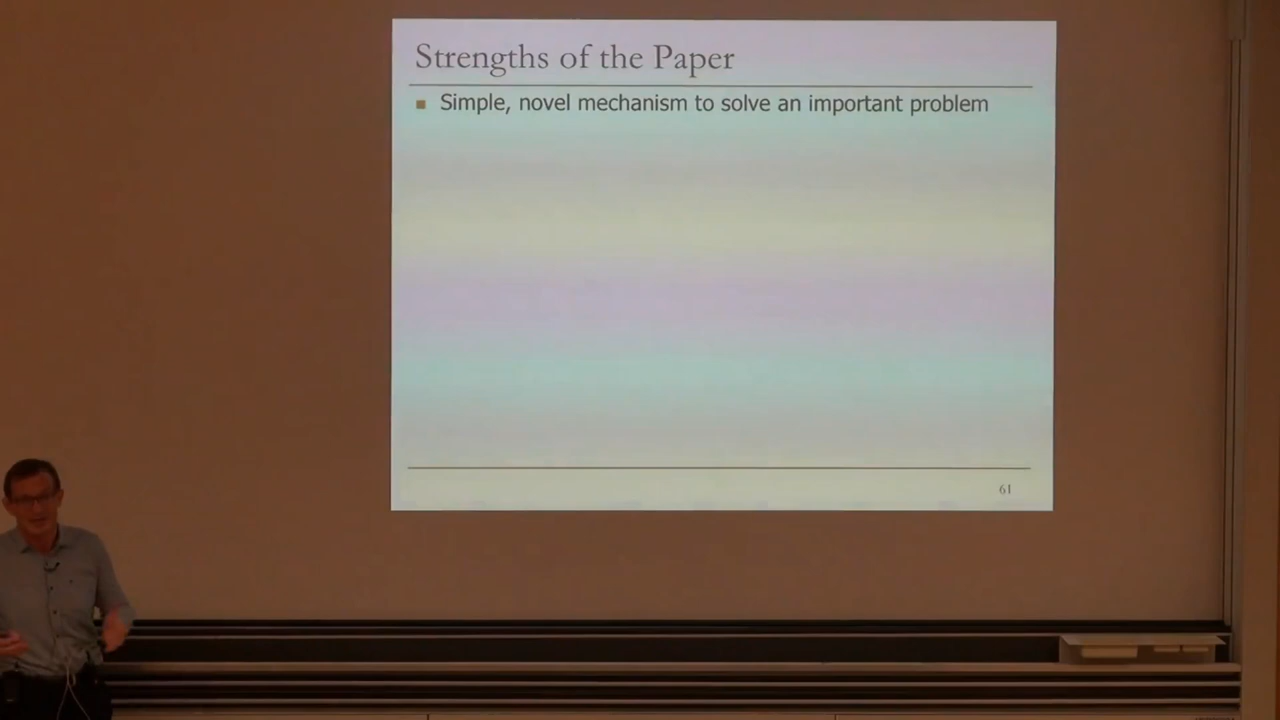 Strengths of the Paper
Simple, novel mechanism to solve an important problem
61